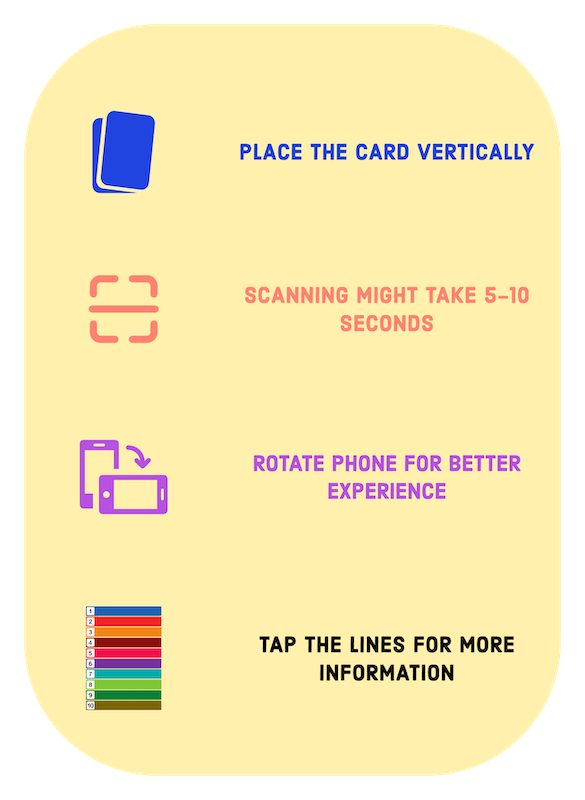 PLACE THE CARD VERTICALLY
SCANNING MIGHT TAKE 5–10
SECONDS
ROTATE PHONE FOR BETTER
EXPERIENCE
1
2
3
4
5
6
7
8
9
10
TAP THE LINES FOR MORE
INFORMATION